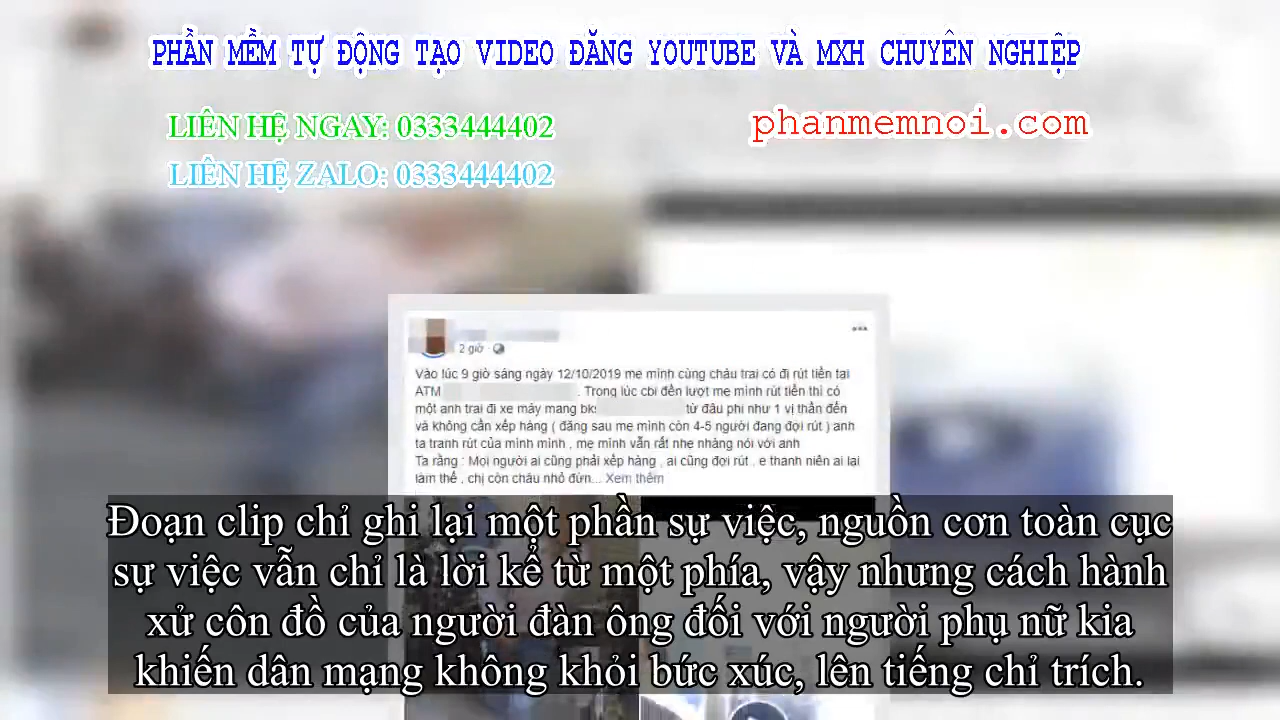 PHẦN MỀM TỰ ĐỘNG TẠO VIDEO ĐĂNG YOUTUBE VÀ MXH CHUYÊN NGHIỆP
LIÊN HỆ NGAY: 0333444402
phanmemnoi.com
LIÊN HỆ ZALO: 0333444402
2 giờ
Vào lúc 9 giờ sáng ngày 12/10/2019 mẹ mình cùng cháu trai có đi rút tiền tại
ATM . Trong lúc cbi đến lượt mẹ mình rút tiền thì có
một anh trai đi xe máy mang bks từ đâu phi như 1 vị thần đến
và không cần xếp hàng ( đăng sau mẹ mình còn 4-5 người đang đợi rút ) anh
ta tranh rút của mình mình , mẹ mình vẫn rất nhẹ nhàng nói với anh
Ta rằng : Mọi người ai cũng phải xếp hàng , ai cũng đợi rút , e thanh niên ai lại
làm thế , chị còn cháu nhỏ đứn... Xem thêm
Đoạn clip chỉ ghi lại một phần sự việc, nguồn cơn toàn cục
sự việc vẫn chỉ là lời kể từ một phía, vậy nhưng cách hành
xử côn đồ của người đàn ông đối với người phụ nữ kia
khiến dân mạng không khỏi bức xúc, lên tiếng chỉ trích.